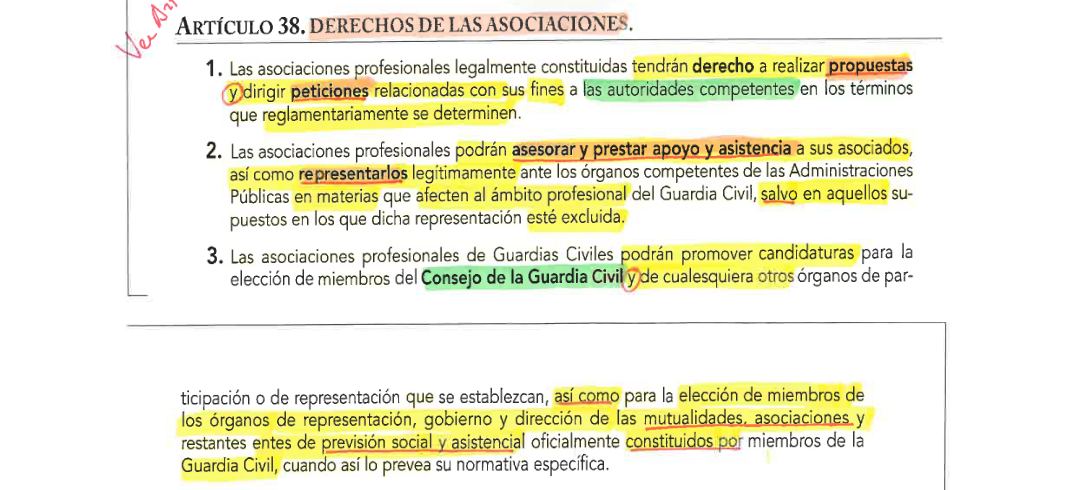 Ver
ARTÍCULO 38. DERECHOS DE LAS ASOCIACIONES.
1. Las asociaciones profesionales legalmente constituidas tendrán derecho a realizar propuestas
y dirigir peticiones relacionadas con sus fines a las autoridades competentes en los términos
que reglamentariamente se determinen.
2. Las asociaciones profesionales podrán asesorar y prestar apoyo y asistencia a sus asociados,
así como representarlos legítimamente ante los órganos competentes de las Administraciones
Públicas en materias que afecten al ámbito profesional del Guardia Civil, salvo en aquellos su-
puestos en los que dicha representación esté excluida.
3. Las asociaciones profesionales de Guardias Civiles podrán promover candidaturas para la
elección de miembros del Consejo de la Guardia Civil y de cualesquiera otros órganos de par-
ticipación o de representación que se establezcan, así como para la elección de miembros de
los órganos de representación, gobierno y dirección de las mutualidades, asociaciones y
restantes entes de previsión social y asistencial oficialmente constituidos por miembros de la
Guardia Civil, cuando así lo prevea su normativa específica.